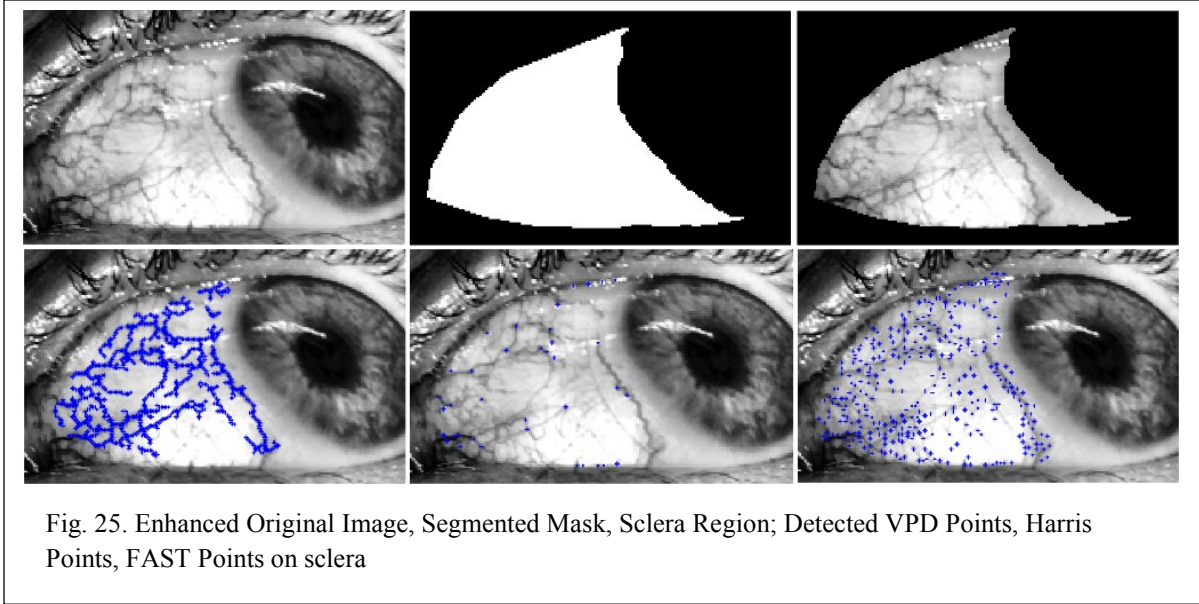 Fig. 25. Enhanced Original Image, Segmented Mask, Sclera Region; Detected VPD Points, Harris
Points, FAST Points on sclera